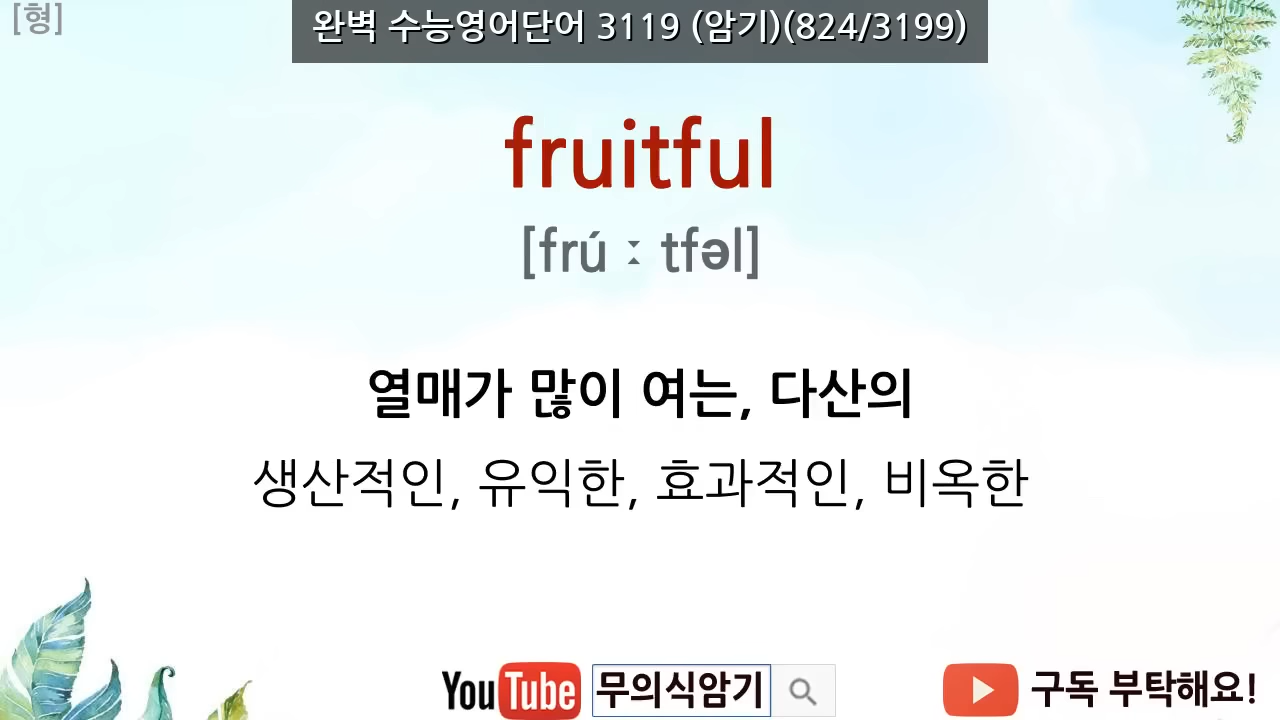 [형]
완벽 수능영어단어 3119 (암기)(824/3199)
fruitful
[frúːtfəl]
열매가 많이 여는, 다산의
생산적인, 유익한, 효과적인, 비옥한
YouTube 무의식암기 구독 부탁해요!